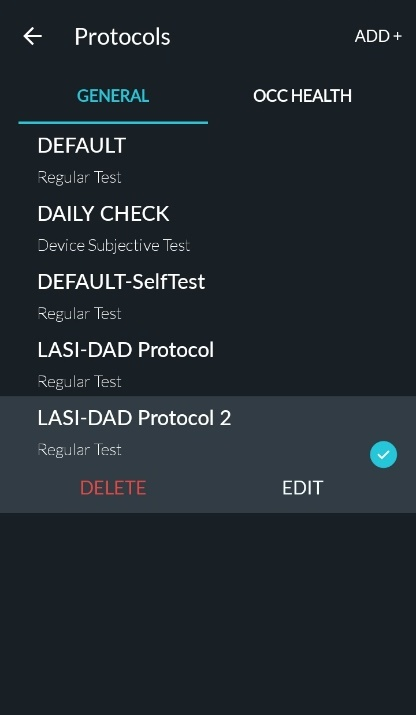 Protocols ADD +
GENERAL OCC HEALTH
DEFAULT
Regular Test
DAILY CHECK
Device Subjective Test
DEFAULT-SelfTest
Regular Test
LASI-DAD Protocol
Regular Test
LASI-DAD Protocol 2
Regular Test
DELETE EDIT